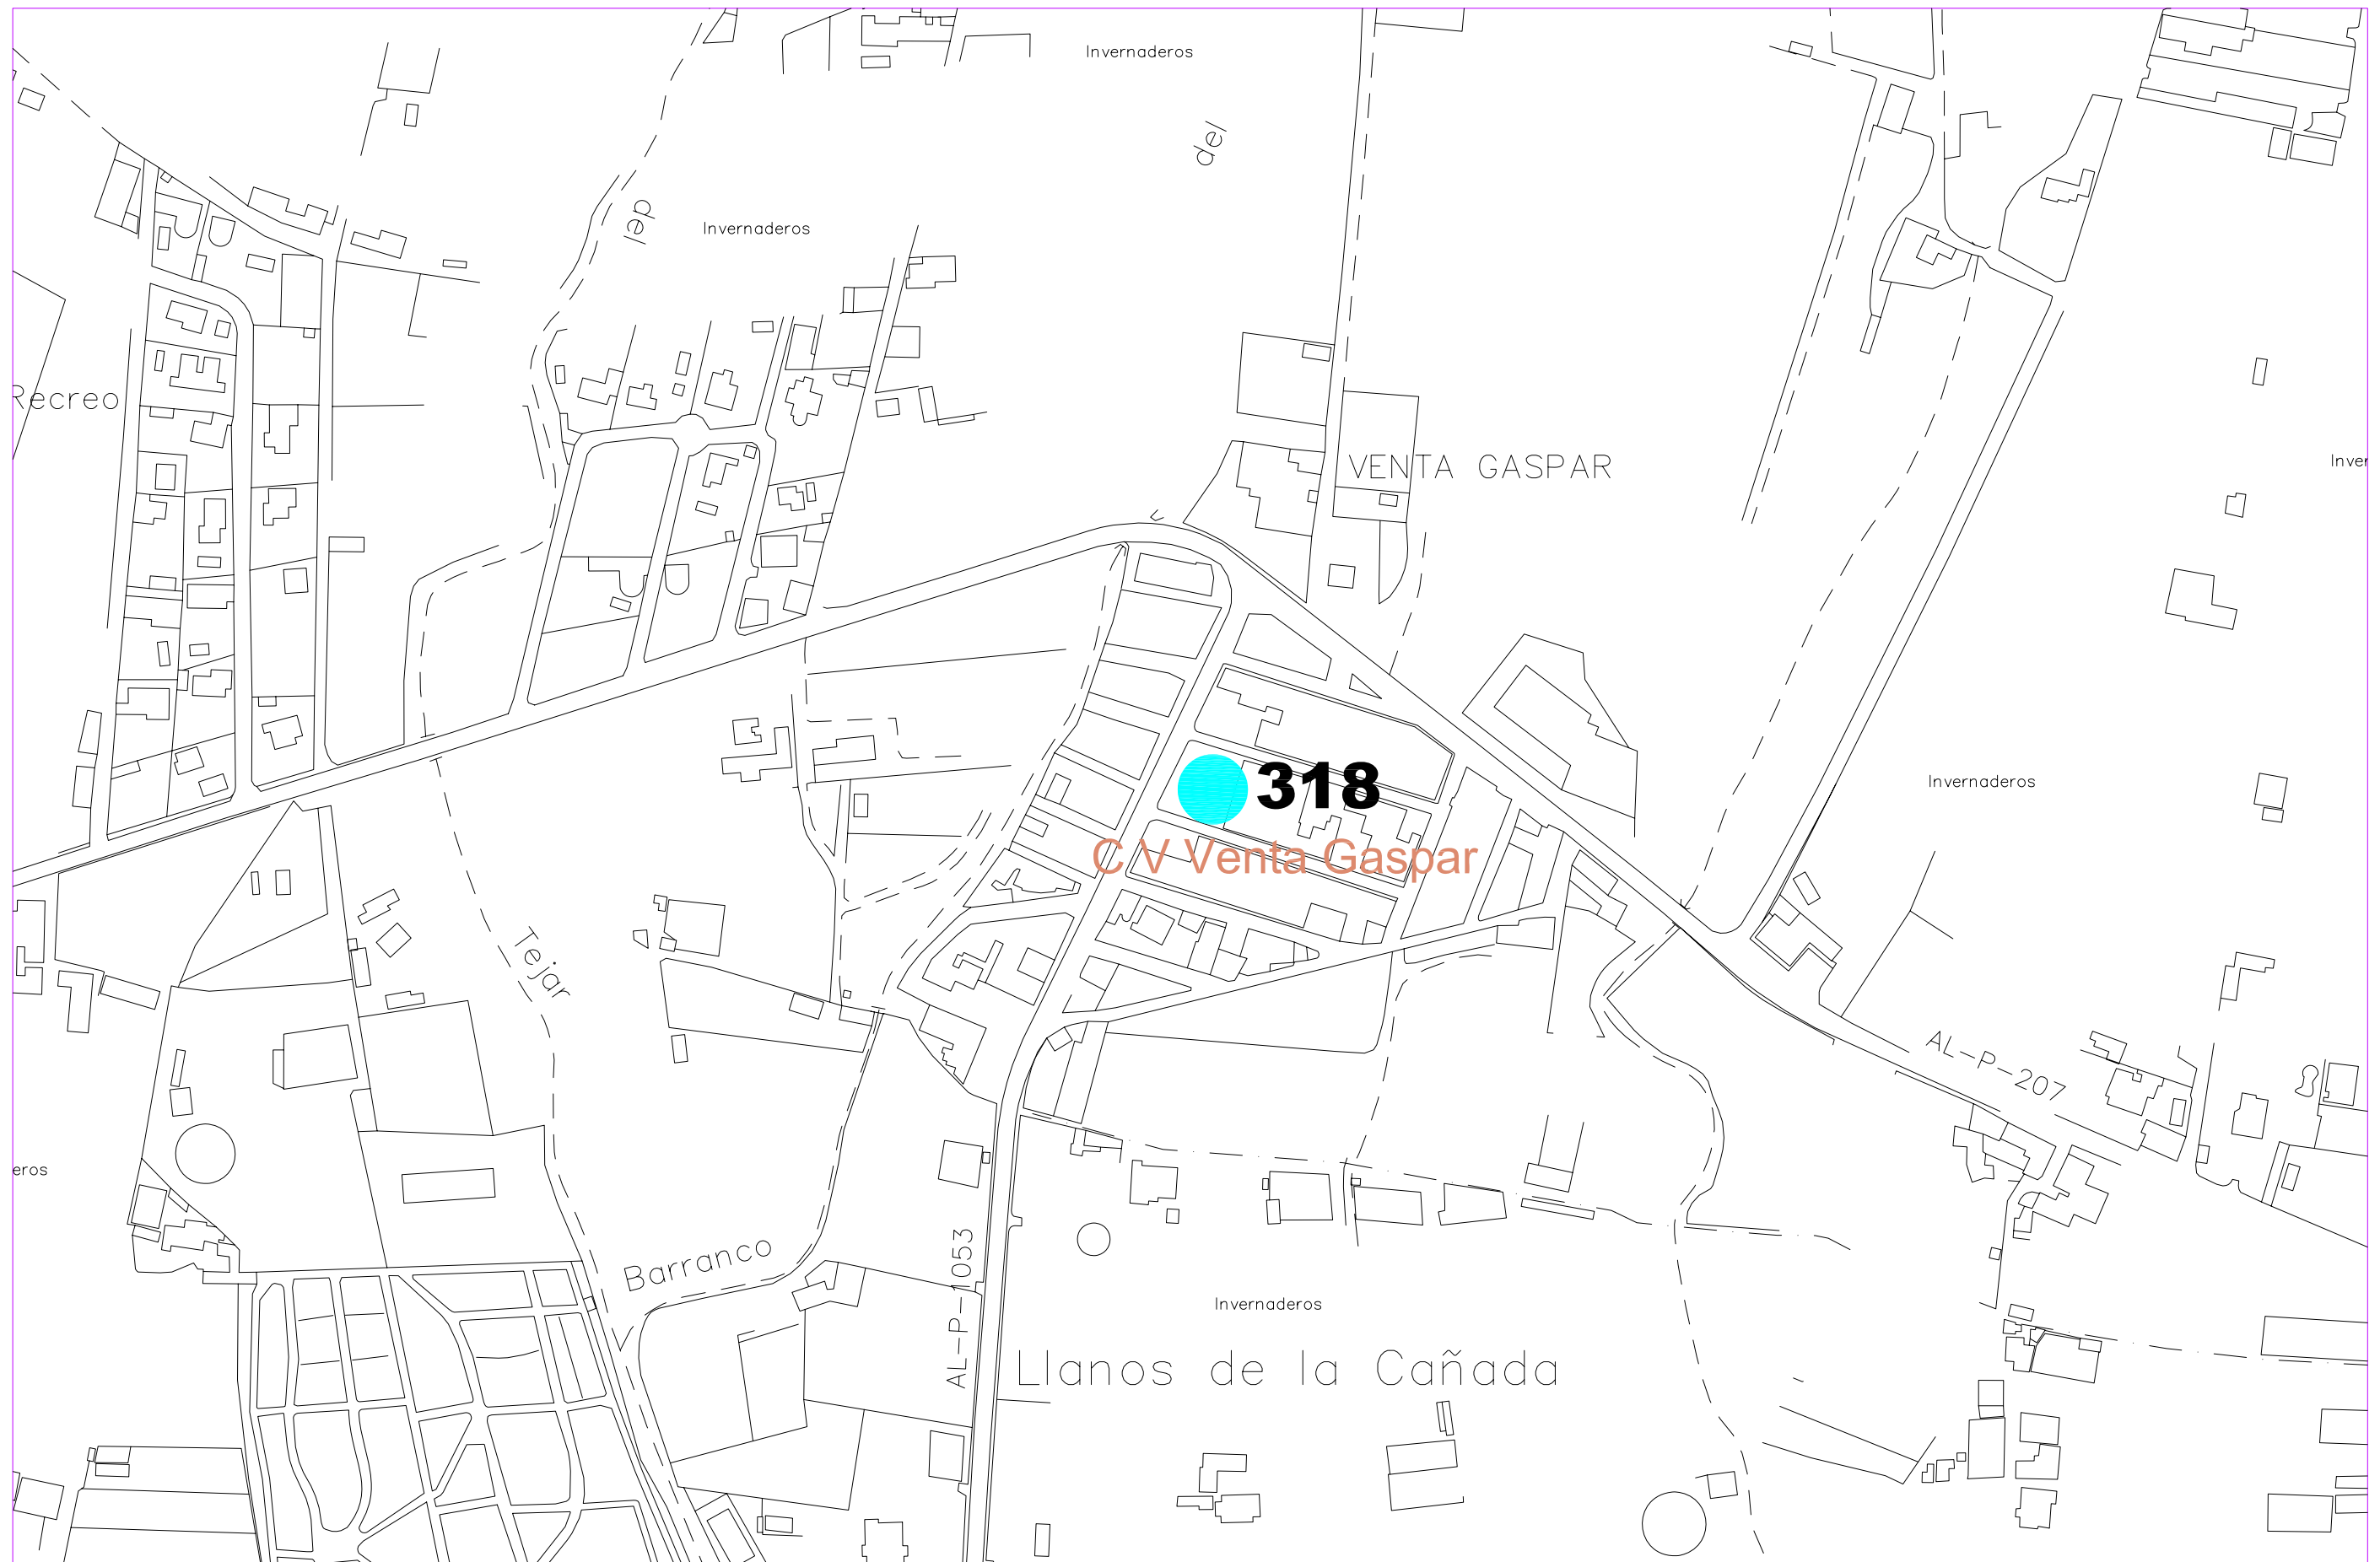 Invernaderos
del
del
Invernaderos
Recreo
VENTA GASPAR
Inver
318
Invernaderos
C V Venta Gaspar
Tejar
AL-P-207
eros
Barranco
AL-P-1053
Invernaderos
Llanos de la Cañada